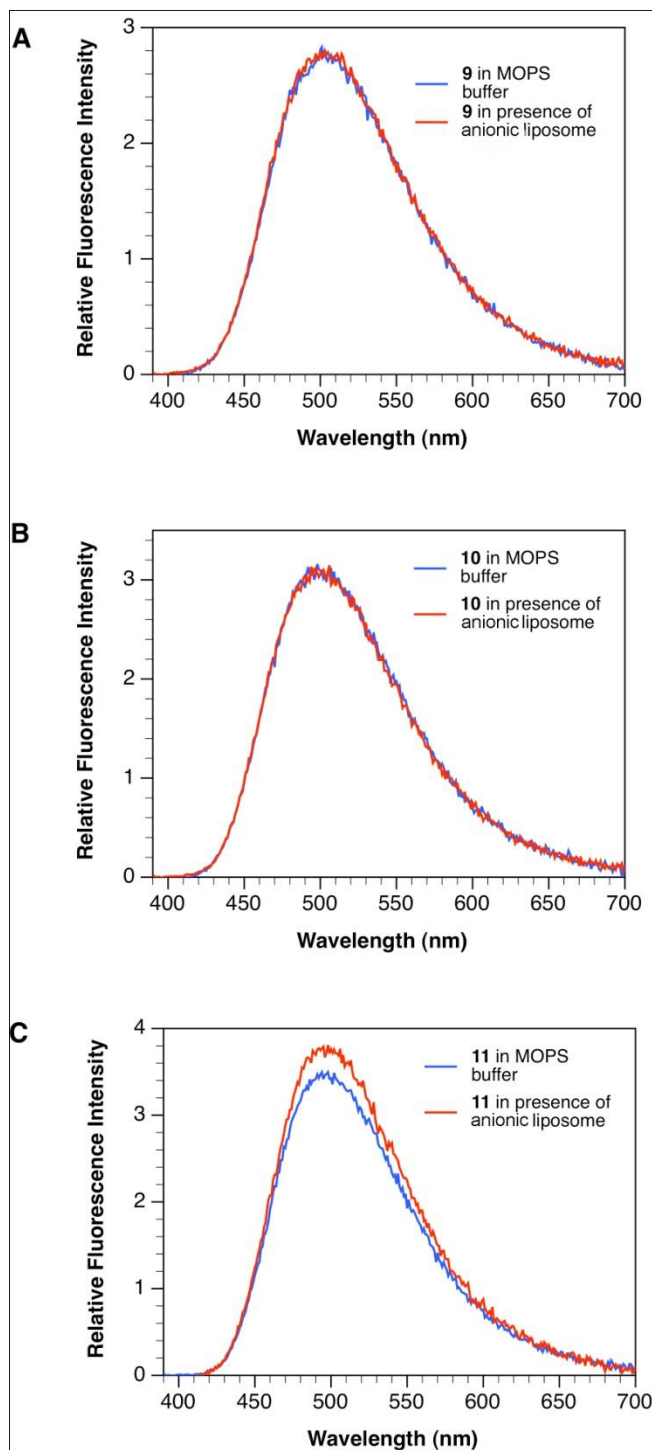 A
3
2
1
0
Relative Fluorescence Intensity
9 in MOPS
buffer
9 in presence of
anionic liposome
400 450 500 550 600 650 700
Wavelength (nm)
B
3
2
1
0
Relative Fluorescence Intensity
10 in MOPS
buffer
10 in presence of
anionic liposome
400 450 500 550 600 650 700
Wavelength (nm)
C
4
3
2
1
0
Relative Fluorescence Intensity
11 in MOPS
buffer
11 in presence of
anionic liposome
400 450 500 550 600 650 700
Wavelength (nm)